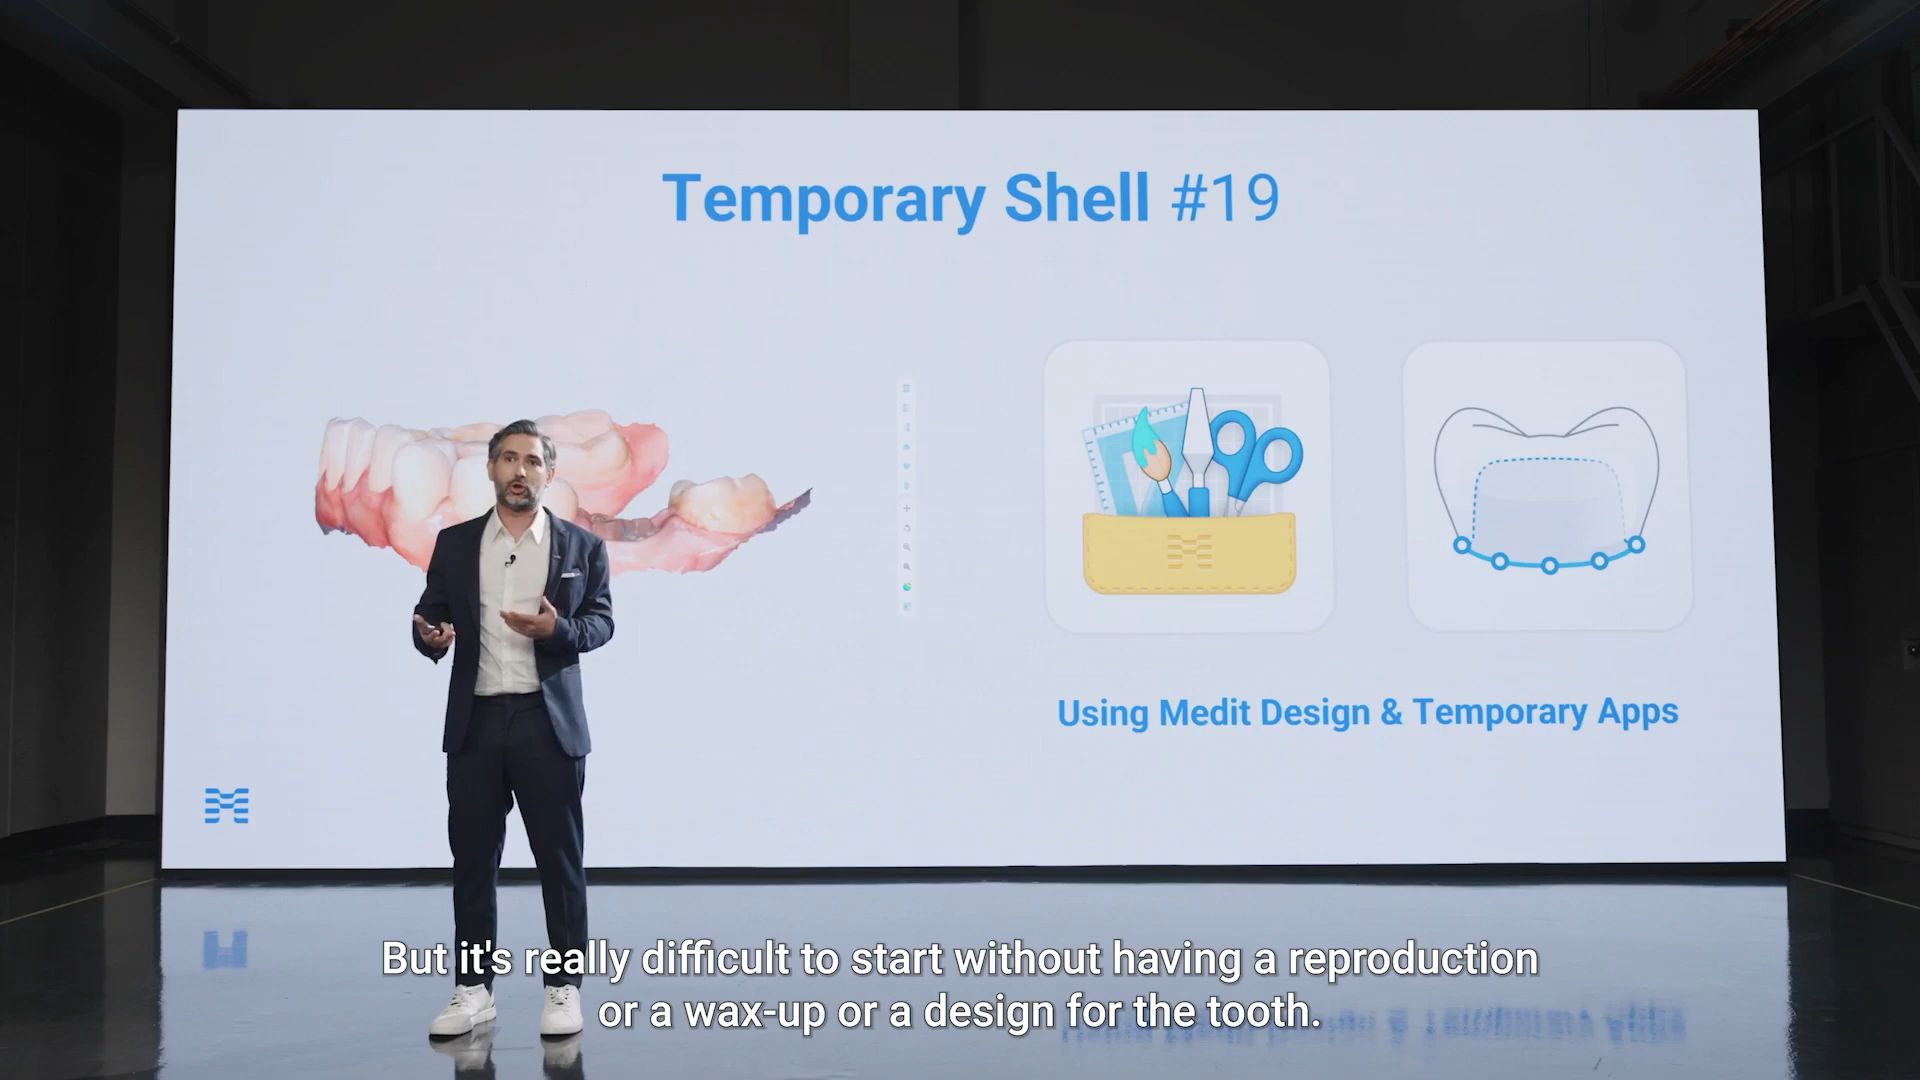 Temporary Shell #19
Using Medit Design & Temporary Apps
But it's really difficult to start without having a reproduction
or a wax-up or a design for the tooth.